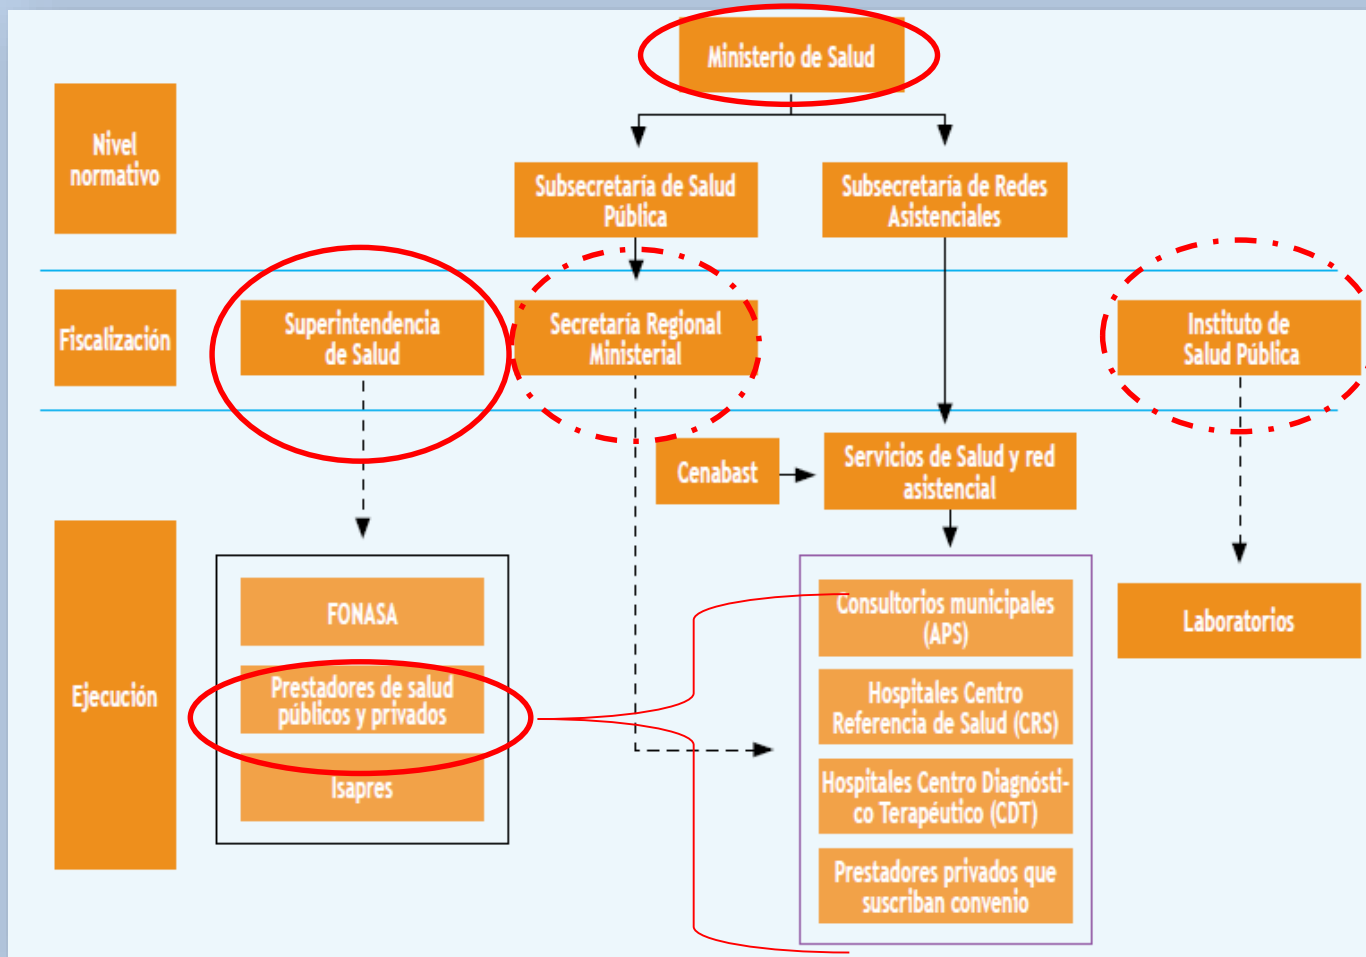 Ministerio de Salud
Nivel
normativo
Subsecretaría de Salud
Pública
Subsecretaría de Redes
Asistenciales
Fiscalización
Superintendencia
de Salud
Secretaría Regional
Ministerial
Instituto de
Salud Pública
Cenabast
Servicios de Salud y red
asistencial
Ejecución
FONASA
Prestadores de salud
públicos y privados
Isapres
Consultorios municipales
(APS)
Hospitales Centro
Referencia de Salud (CRS)
Hospitales Centro Diagnósti-
co Terapéutico (CDT)
Prestadores privados que
suscriban convenio
Laboratorios